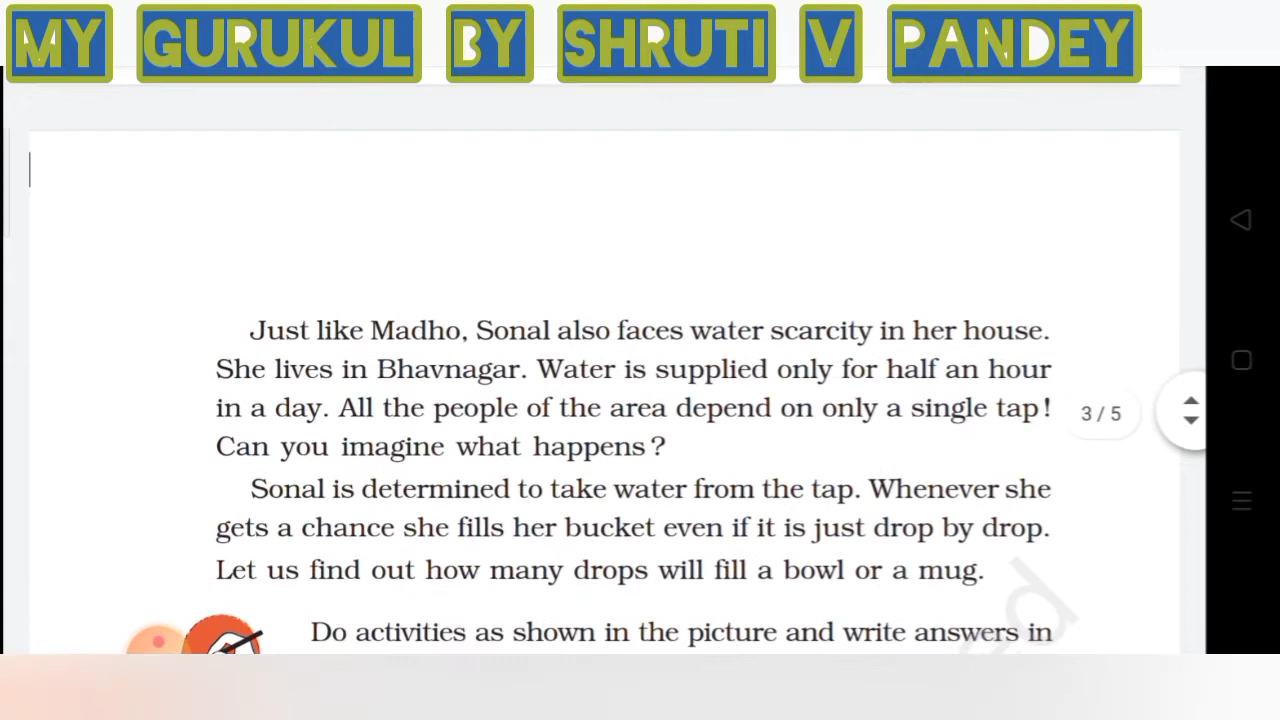 MY GURUKUL BY SHRUTI V PANDEY
Just like Madho, Sonal also faces water scarcity in her house.
She lives in Bhavnagar. Water is supplied only for half an hour
in a day. All the people of the area depend on only a single tap!
3 / 5
Can you imagine what happens?
Sonal is determined to take water from the tap. Whenever she
gets a chance she fills her bucket even if it is just drop by drop.
Let us find out how many drops will fill a bowl or a mug.
Do activities as shown in the picture and write answers in